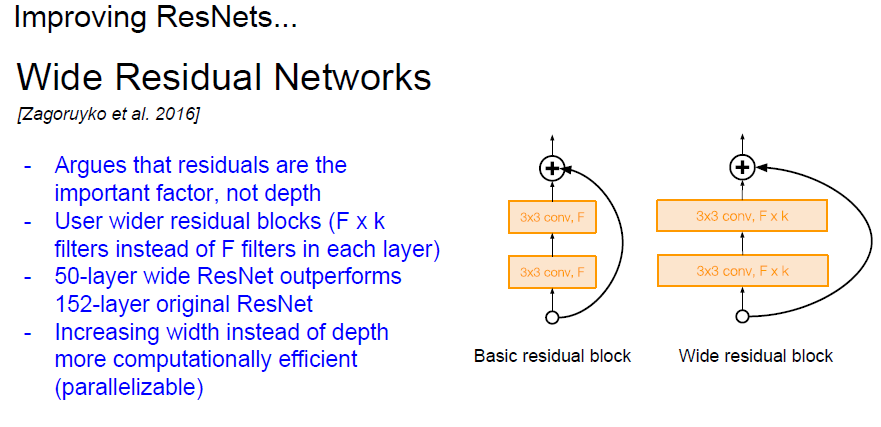 Improving ResNets...
Wide Residual Networks
[Zagoruyko et al. 2016]
- Argues that residuals are the
important factor, not depth
- User wider residual blocks (F x k
filters instead of F filters in each layer)
- 50-layer wide ResNet outperforms
152-layer original ResNet
- Increasing width instead of depth
more computationally efficient
(parallelizable)
3x3 conv, F
3x3 conv, F
Basic residual block
3x3 conv, F x k
3x3 conv, F x k
Wide residual block